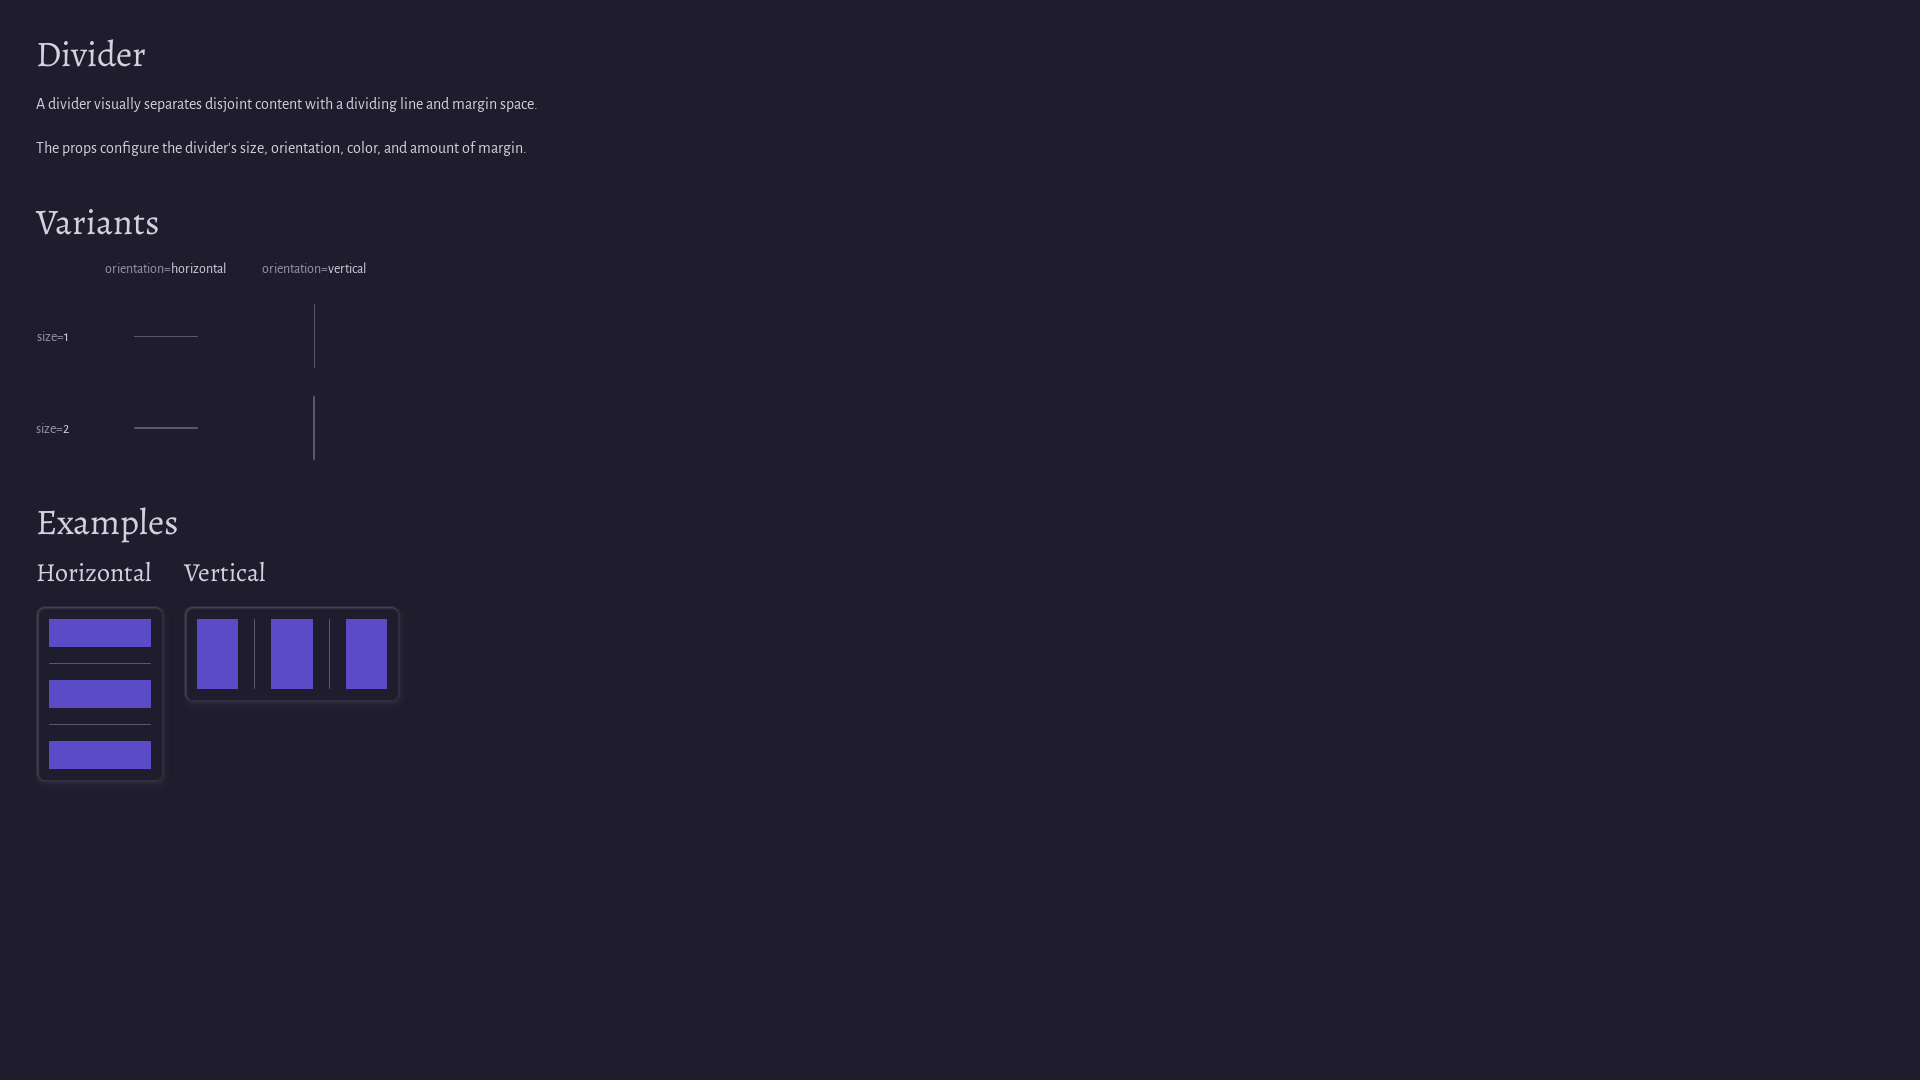 Divider
A divider visually separates disjoint content with a dividing line and margin space.
The props configure the divider's size, orientation, color, and amount of margin.
Variants
orientation=horizontal orientation=vertical
size=1
size=2
Examples
Horizontal Vertical